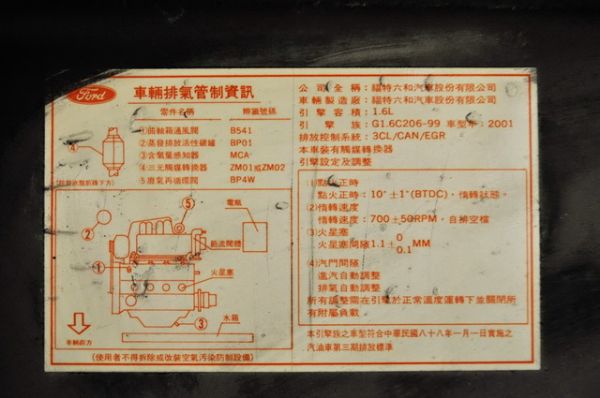 Ford
車輛排氣管制資訊
零件名稱 辨識號碼
①曲軸箱通風閥 B541
②蒸發排放活性碳罐 BP01
③含氧量感知器 MCA
④三元觸媒轉換器 ZM01或ZM02
⑤廢氣再循環閥 BP4W
④
②
⑤
電瓶
節流閥體
①
火星塞
水箱
③
車輛前方
(使用者不得拆除或改裝空氣污染防制設備)
公司全稱：福特六和汽車股份有限公司
車輛製造廠：福特六和汽車股份有限公司
引擎容積：1.6L
引擎族：G1.6C206-99 車型年：2001
排放控制系統：3CL/CAN/EGR
本車裝有觸媒轉換器
引擎設定及調整
(1)點火正時
點火正時：10°±1°(BTDC)，惰轉狀態
(2)惰轉速度
惰轉速度：700±50RPM，自排空檔
(3)火星塞
火星塞間隙1.1± 0 0.1 MM
(4)汽門間隙
進汽自動調整
排氣自動調整
所有調整需在引擎於正常溫度運轉下並關閉所
有附屬負載
本引擎族之車型符合中華民國八十八年一月一日實施之
汽油車第三期排放標準